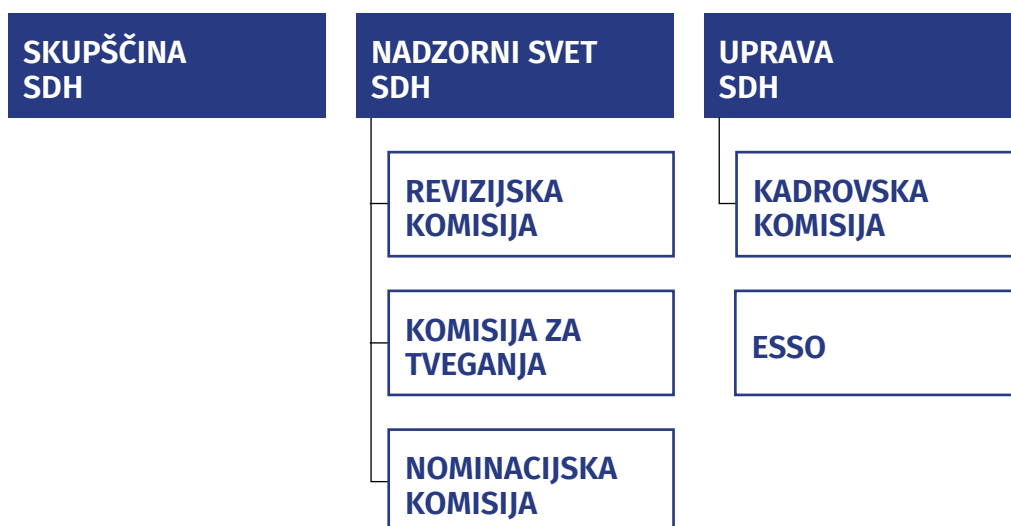 SKUPŠČINA
SDH
NADZORNI SVET
SDH
REVIZIJSKA
KOMISIJA
KOMISIJA ZA
TVEGANJA
NOMINACIJSKA
KOMISIJA
UPRAVA
SDH
KADROVSKA
KOMISIJA
ESSO